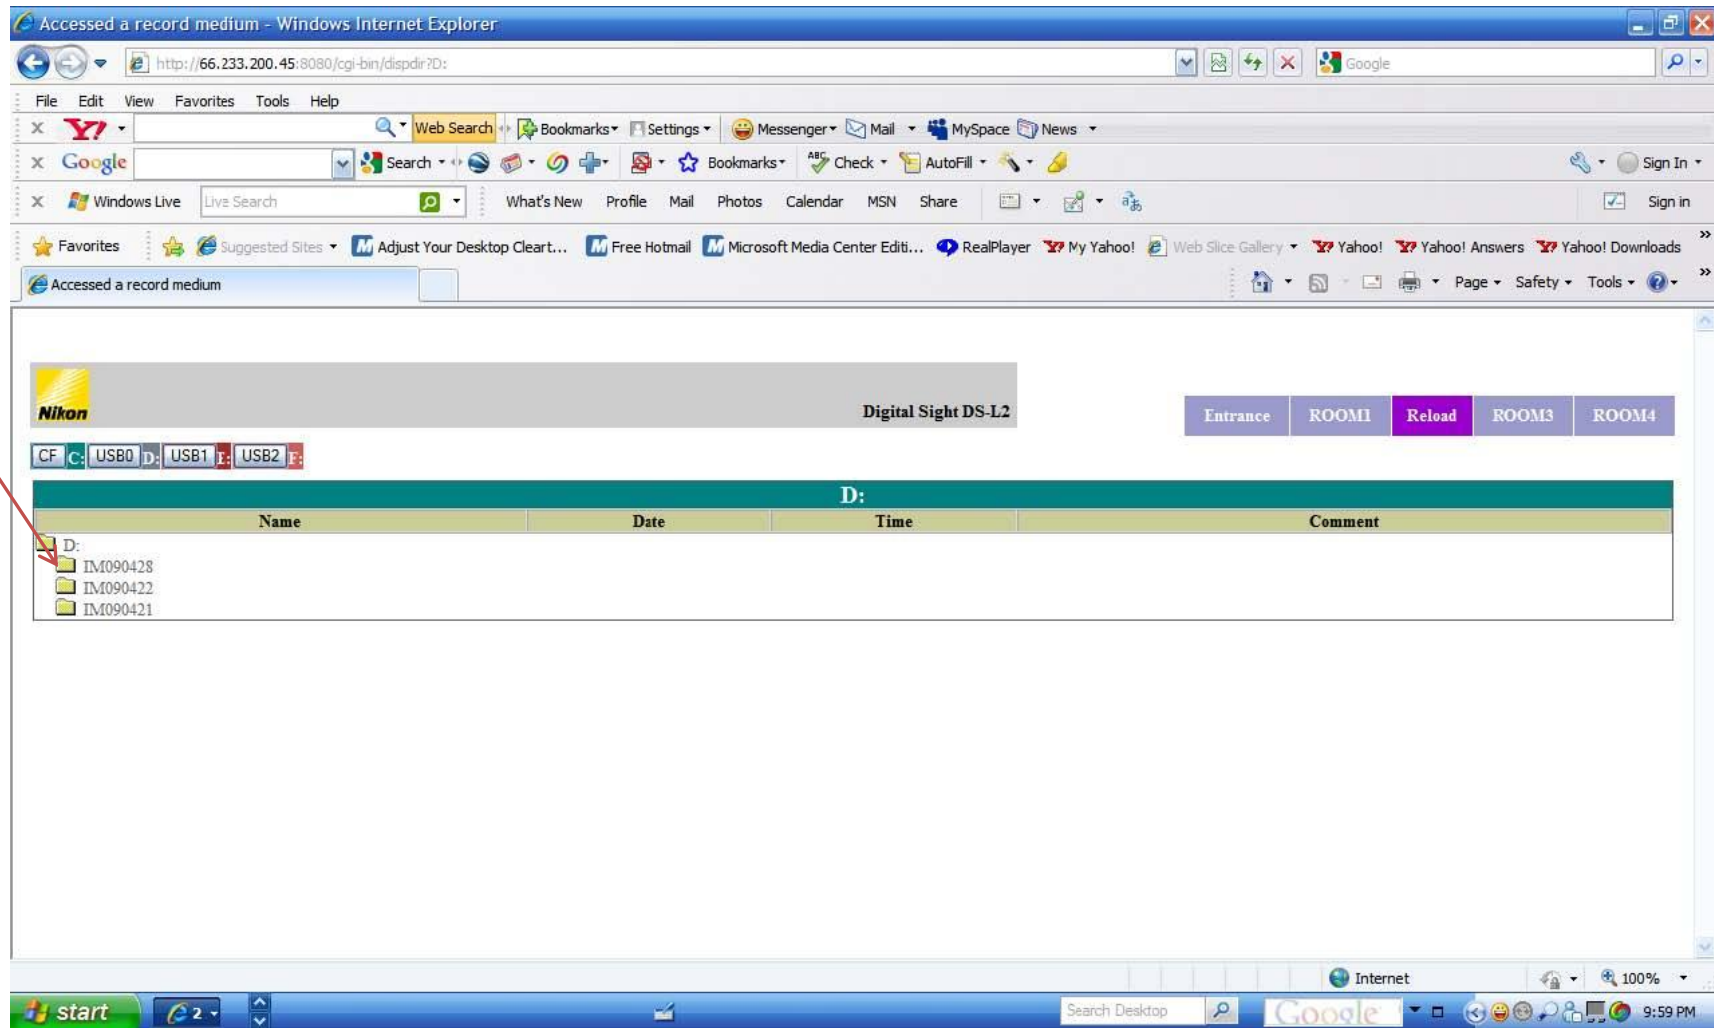 Accessed a record medium - Windows Internet Explorer
http://66.233.200.45:8080/cgi-bin/dispdir?D: Google
File Edit View Favorites Tools Help
x Y! Web Search Bookmarks Settings Messenger Mail MySpace News
x Google Search Bookmarks ABC Check AutoFill Sign In
x Windows Live Live Search What's New Profile Mail Photos Calendar MSN Share Sign in
Favorites Suggested Sites Adjust Your Desktop Cleart... Free Hotmail Microsoft Media Center Editi... RealPlayer My Yahoo! Web Slice Gallery Yahoo! Yahoo! Answers Yahoo! Downloads »
Accessed a record medium Page Safety Tools »
Nikon Digital Sight DS-L2 Entrance ROOM1 Reload ROOM3 ROOM4
CF C: USB0 D: USB1 E: USB2 F:
D:
Name Date Time Comment
D:
IM090428
IM090422
IM090421
Internet 100%
start 2 Search Desktop Google 9:59 PM